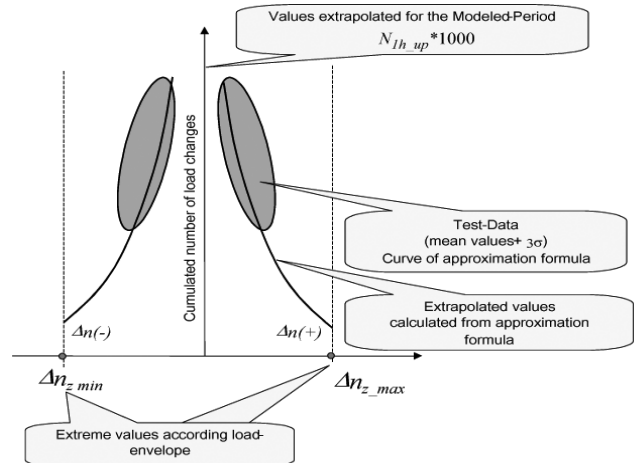 Values extrapolated for the Modeled-Period
N1h_up*1000
Cumulated number of load changes
Test-Data
(mean values+ 3σ)
Curve of approximation formula
Extrapolated values
calculated from approximation
formula
Δn(-)
Δn(+)
Δnz min
Δnz_max
Extreme values according load-
envelope